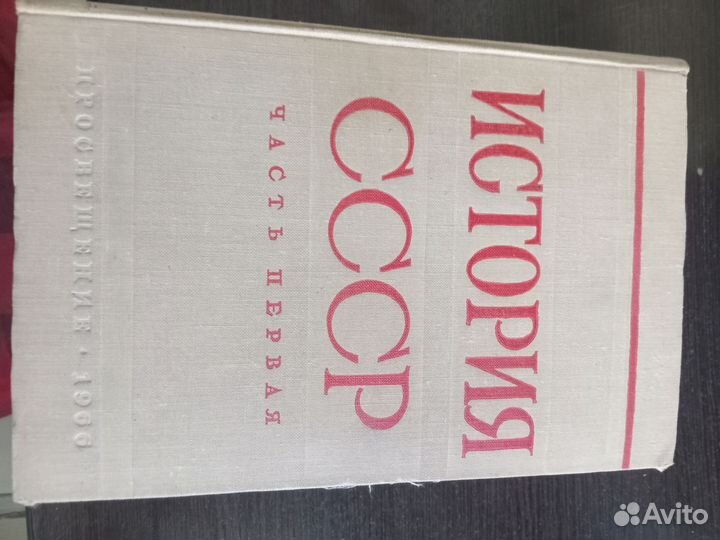 ИСТОРИЯ
СССР
ЧАСТЬ ПЕРВАЯ
ПРОСВЕЩЕНИЕ • 1966
Avito